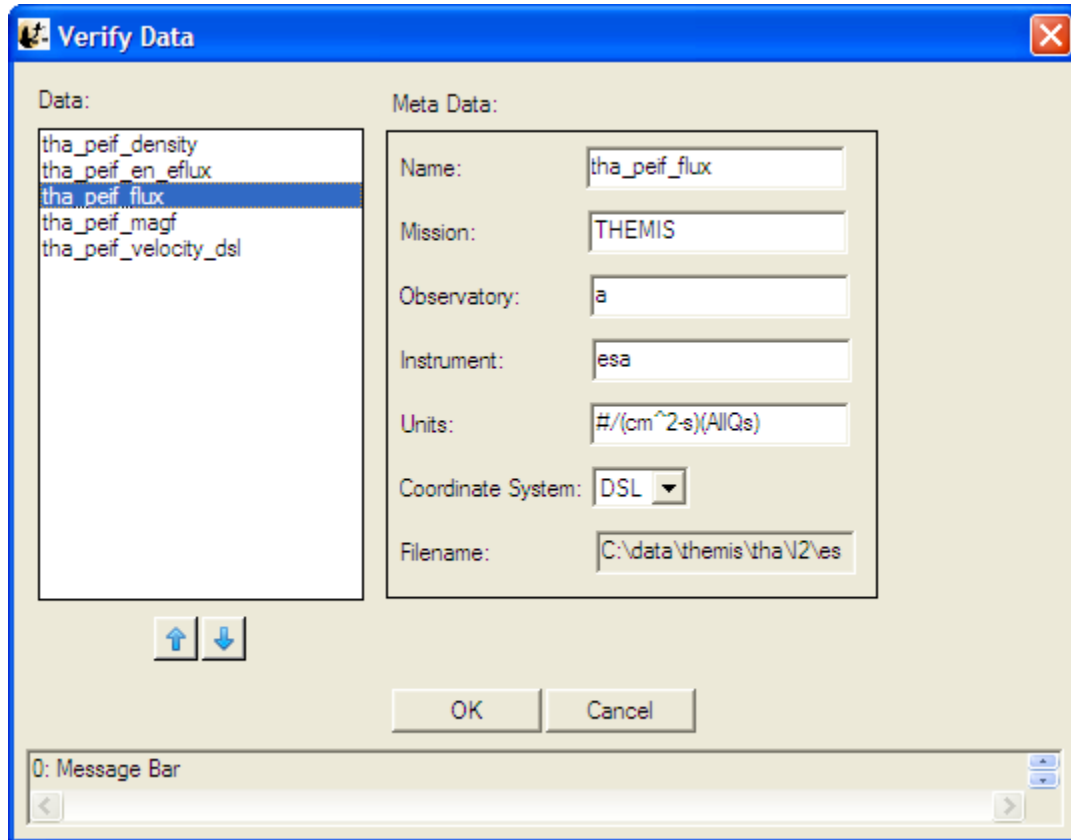 Verify Data
Data:
tha_peif_density
tha_peif_en_eflux
tha_peif_flux
tha_peif_magf
tha_peif_velocity_dsl
Meta Data:
Name: tha_peif_flux
Mission: THEMIS
Observatory: a
Instrument: esa
Units: #/(cm^2-s)(AllQs)
Coordinate System: DSL
Filename: C:\data\themis\tha\l2\es
OK Cancel
0: Message Bar